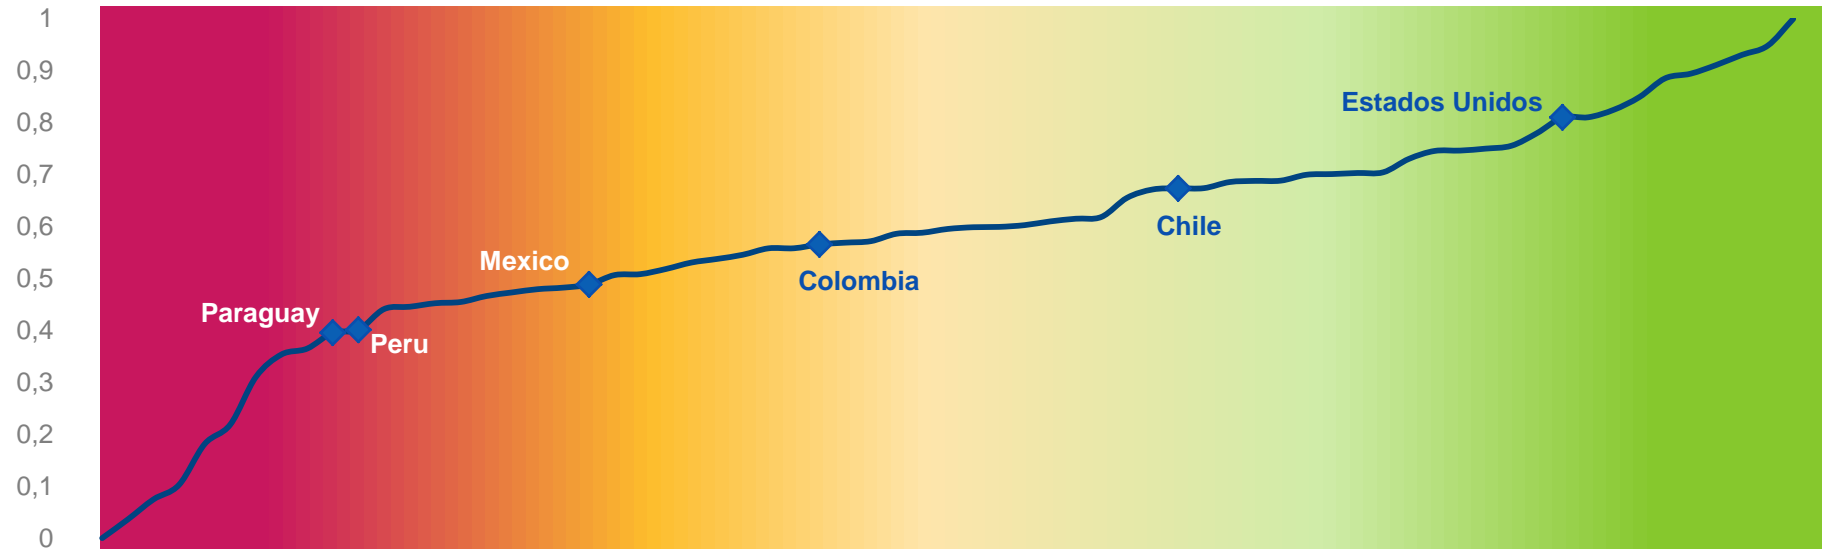 1
0,9
0,8
0,7
0,6
0,5
0,4
0,3
0,2
0,1
0
Estados Unidos
Chile
Mexico
Colombia
Paraguay
Peru